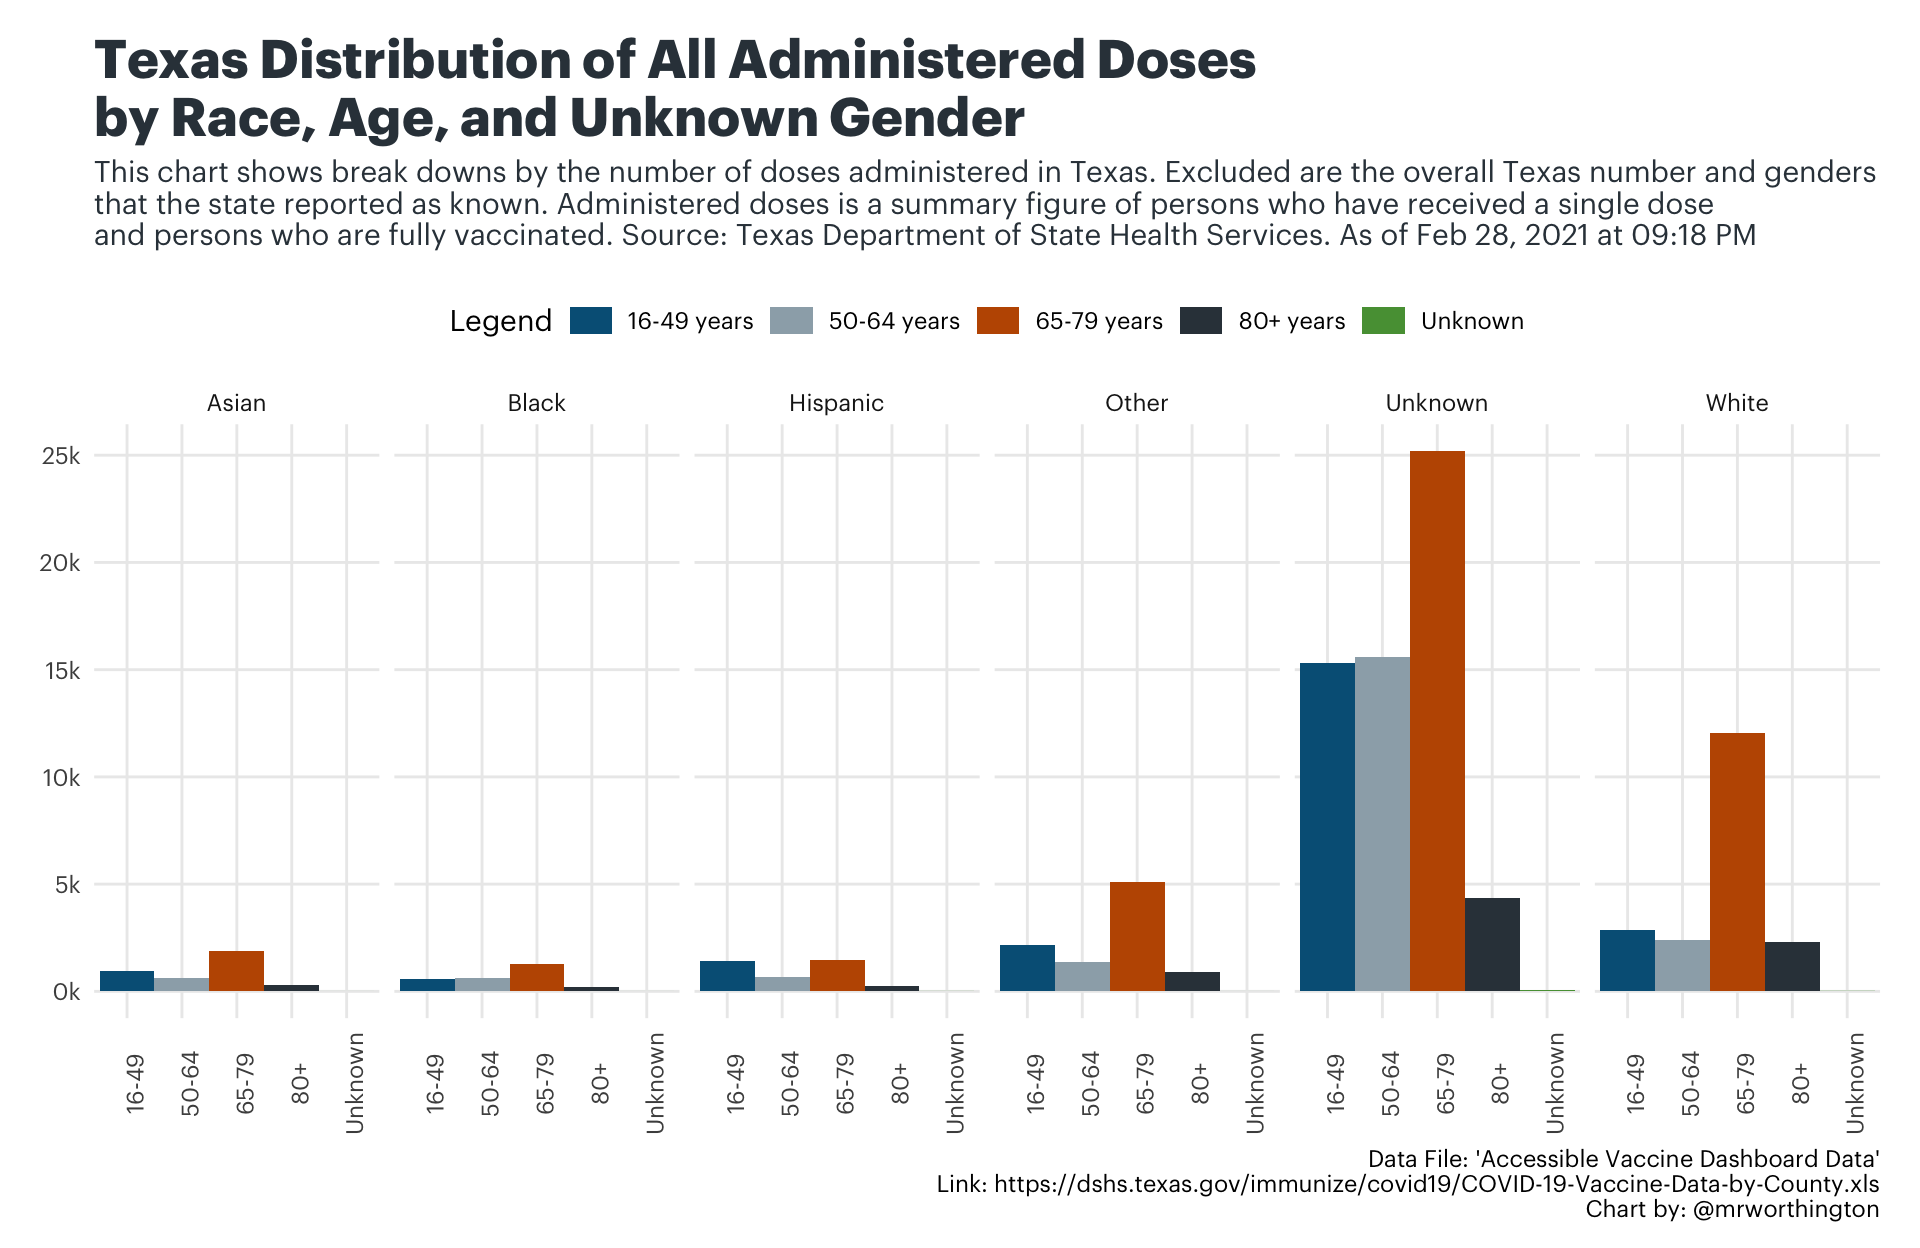 Texas Distribution of All Administered Doses
by Race, Age, and Unknown Gender
This chart shows break downs by the number of doses administered in Texas. Excluded are the overall Texas number and genders
that the state reported as known. Administered doses is a summary figure of persons who have received a single dose
and persons who are fully vaccinated. Source: Texas Department of State Health Services. As of Feb 28, 2021 at 09:18 PM
Legend 16-49 years 50-64 years 65-79 years 80+ years Unknown
Asian Black Hispanic Other Unknown White
25k
20k
15k
10k
5k
0k
16-49 50-64 65-79 80+ Unknown 16-49 50-64 65-79 80+ Unknown 16-49 50-64 65-79 80+ Unknown 16-49 50-64 65-79 80+ Unknown 16-49 50-64 65-79 80+ Unknown 16-49 50-64 65-79 80+ Unknown
Data File: 'Accessible Vaccine Dashboard Data'
Link: https://dshs.texas.gov/immunize/covid19/COVID-19-Vaccine-Data-by-County.xls
Chart by: @mrworthington